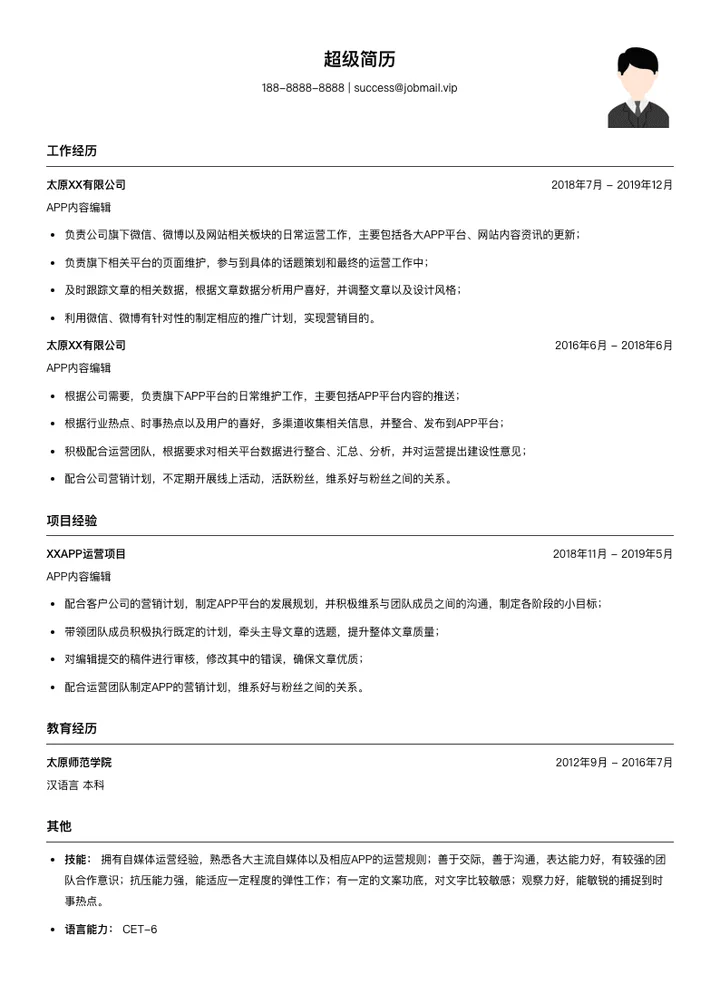 超级简历
188-8888-8888 | success@jobmail.vip
工作经历
太原XX有限公司 2018年7月 – 2019年12月
APP内容编辑
• 负责公司旗下微信、微博以及网站相关板块的日常运营工作，主要包括各大APP平台、网站内容资讯的更新；
• 负责旗下相关平台的页面维护，参与到具体的话题策划和最终的运营工作中；
• 及时跟踪文章的相关数据，根据文章数据分析用户喜好，并调整文章以及设计风格；
• 利用微信、微博有针对性的制定相应的推广计划，实现营销目的。
太原XX有限公司 2016年6月 – 2018年6月
APP内容编辑
• 根据公司需要，负责旗下APP平台的日常维护工作，主要包括APP平台内容的推送；
• 根据行业热点、时事热点以及用户的喜好，多渠道收集相关信息，并整合、发布到APP平台；
• 积极配合运营团队，根据要求对相关平台数据进行整合、汇总、分析，并对运营提出建设性意见；
• 配合公司营销计划，不定期开展线上活动，活跃粉丝，维系好与粉丝之间的关系。
项目经验
XXAPP运营项目 2018年11月 – 2019年5月
APP内容编辑
• 配合客户公司的营销计划，制定APP平台的发展规划，并积极维系与团队成员之间的沟通，制定各阶段的小目标；
• 带领团队成员积极执行既定的计划，牵头主导文章的选题，提升整体文章质量；
• 对编辑提交的稿件进行审核，修改其中的错误，确保文章优质；
• 配合运营团队制定APP的营销计划，维系好与粉丝之间的关系。
教育经历
太原师范学院 2012年9月 – 2016年7月
汉语言 本科
其他
• 技能： 拥有自媒体运营经验，熟悉各大主流自媒体以及相应APP的运营规则；善于交际，善于沟通，表达能力好，有较强的团
队合作意识；抗压能力强，能适应一定程度的弹性工作；有一定的文案功底，对文字比较敏感；观察力好，能敏锐的捕捉到时
事热点。
• 语言能力： CET-6